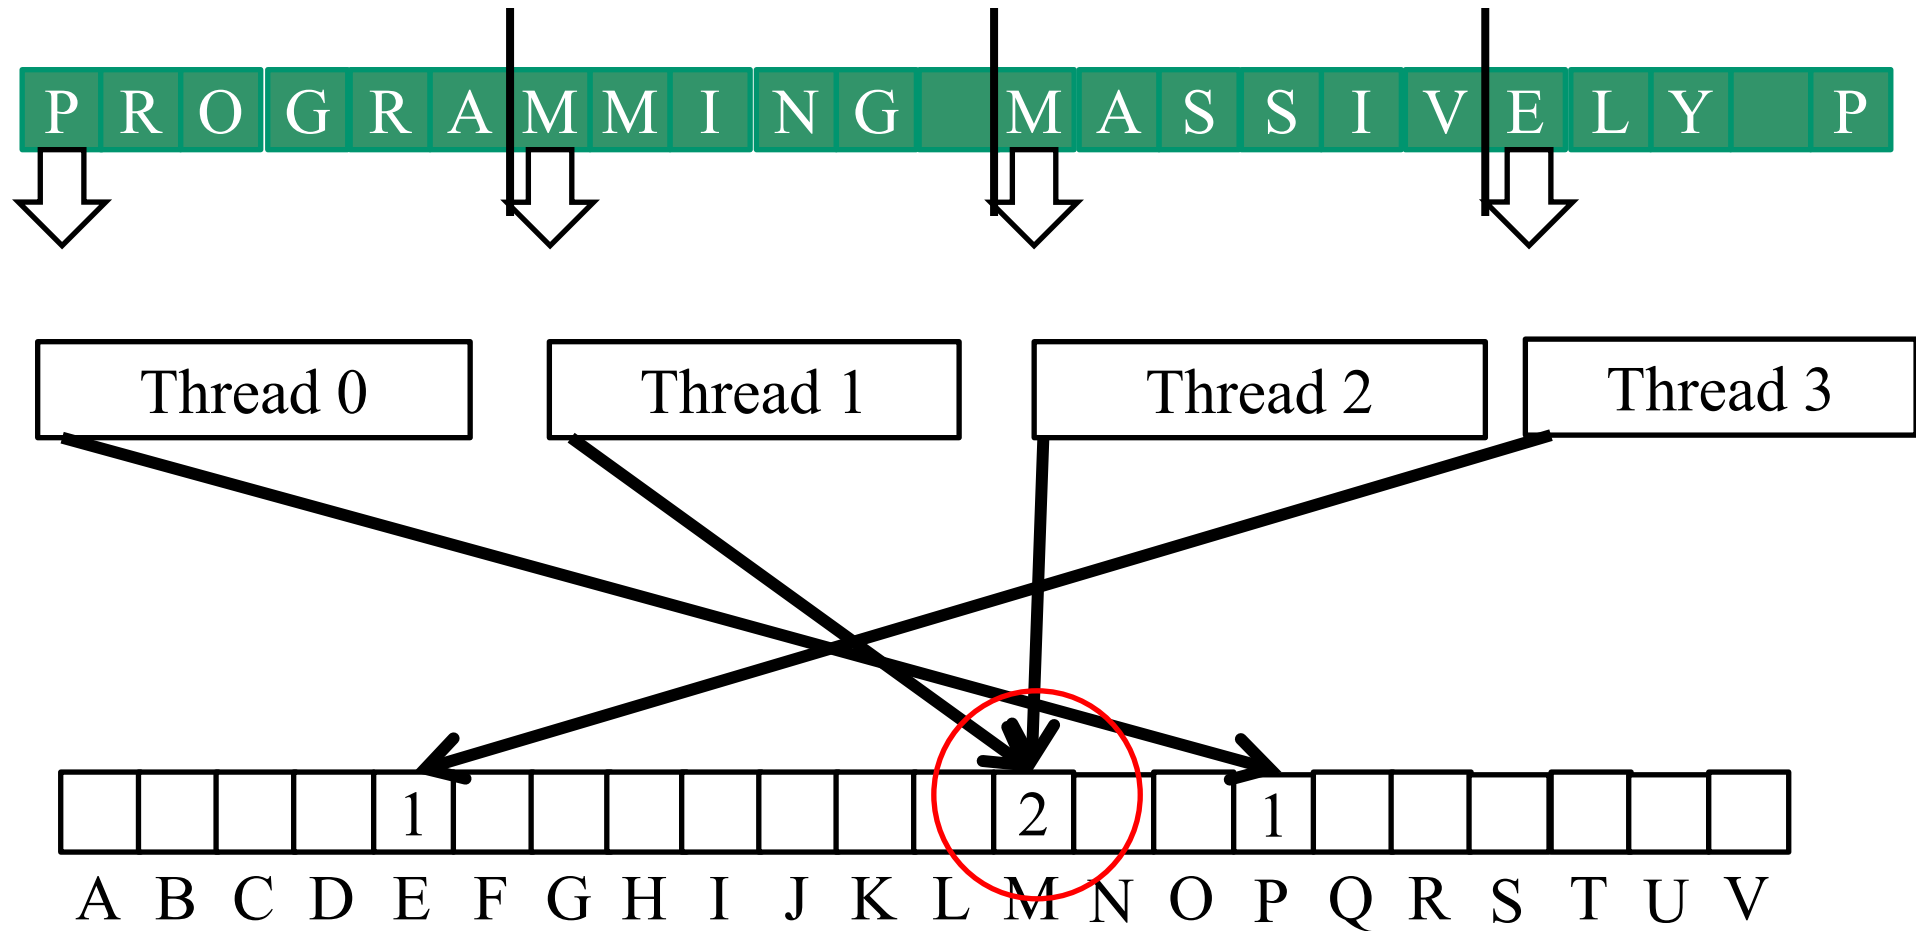 P R O G R A M M I N G M A S S I V E L Y P
Thread 0 Thread 1 Thread 2 Thread 3
1 2 1
A B C D E F G H I J K L M N O P Q R S T U V